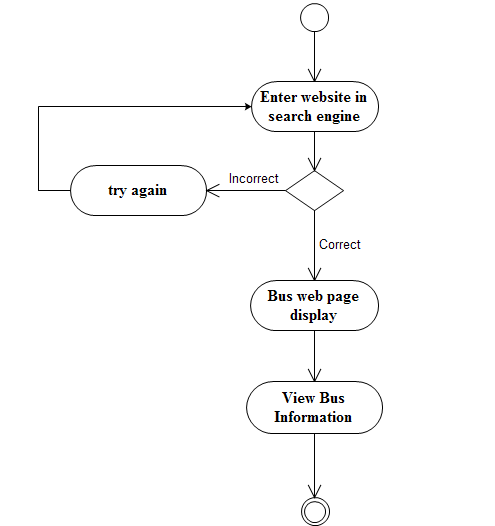 Enter website in
search engine
Incorrect
try again
Correct
Bus web page
display
View Bus
Information